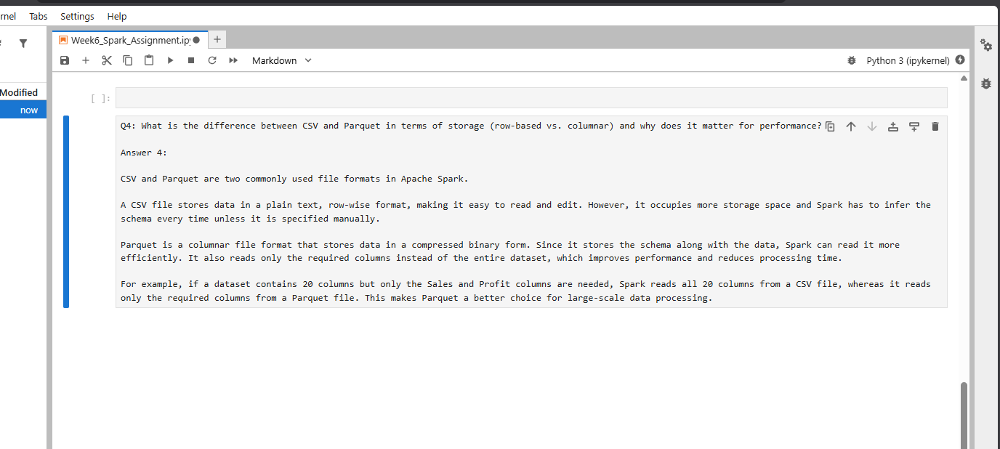 rnel Tabs Settings Help
Week6_Spark_Assignment.ipy
Markdown
Python 3 (ipykernel)
Modified
now
[ ]:
Q4: What is the difference between CSV and Parquet in terms of storage (row-based vs. columnar) and why does it matter for performance?
Answer 4:
CSV and Parquet are two commonly used file formats in Apache Spark.
A CSV file stores data in a plain text, row-wise format, making it easy to read and edit. However, it occupies more storage space and Spark has to infer the
schema every time unless it is specified manually.
Parquet is a columnar file format that stores data in a compressed binary form. Since it stores the schema along with the data, Spark can read it more
efficiently. It also reads only the required columns instead of the entire dataset, which improves performance and reduces processing time.
For example, if a dataset contains 20 columns but only the Sales and Profit columns are needed, Spark reads all 20 columns from a CSV file, whereas it reads
only the required columns from a Parquet file. This makes Parquet a better choice for large-scale data processing.